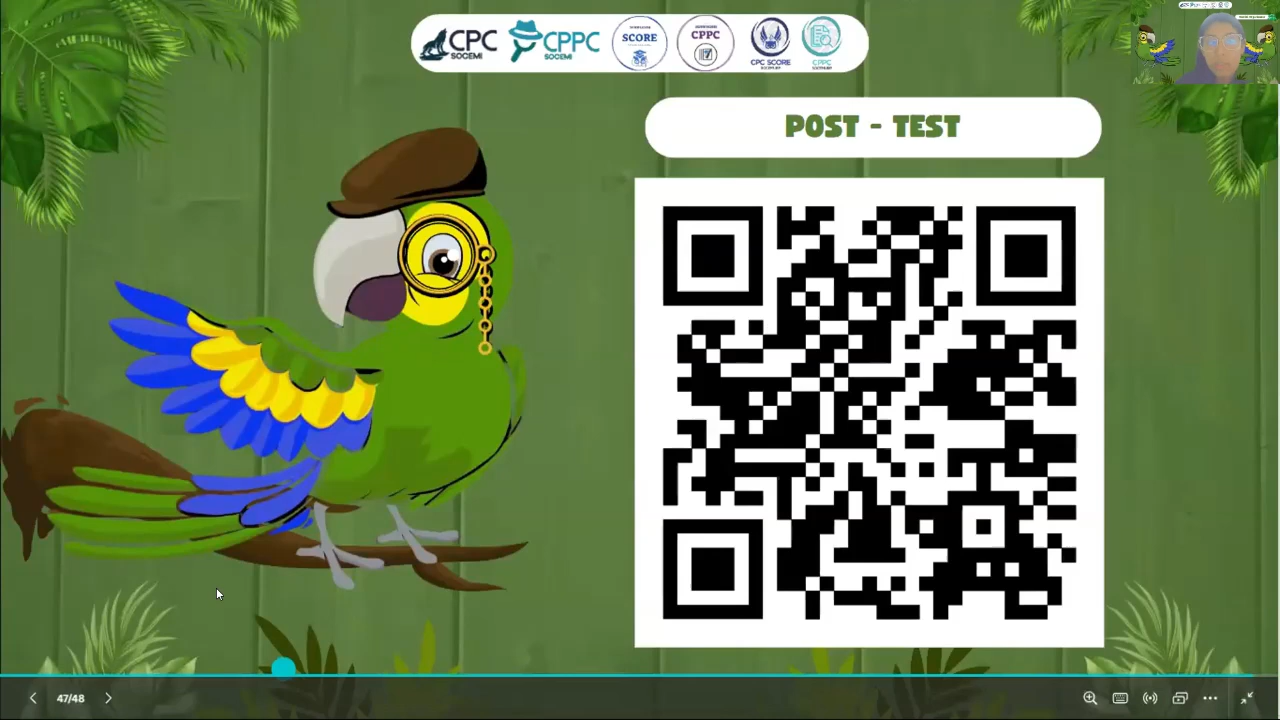 CPC
SOCEMI
CPPC
SOCEMI
SCORE
CPPC
CPC SCORE
CPPC
POST - TEST
47/48